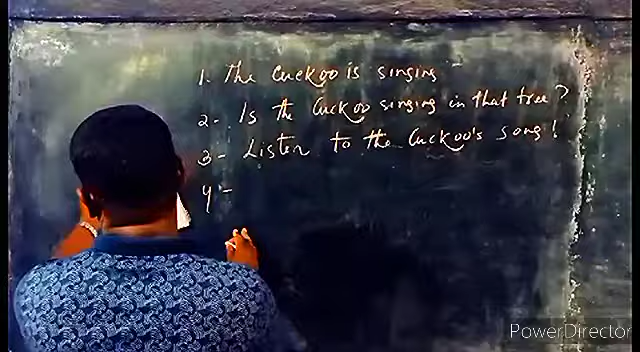 1. The Cuckoo is singing
2-. Is the Cuckoo singing in that tree?
3- Listen to the Cuckoo's song!
4-
PowerDirector